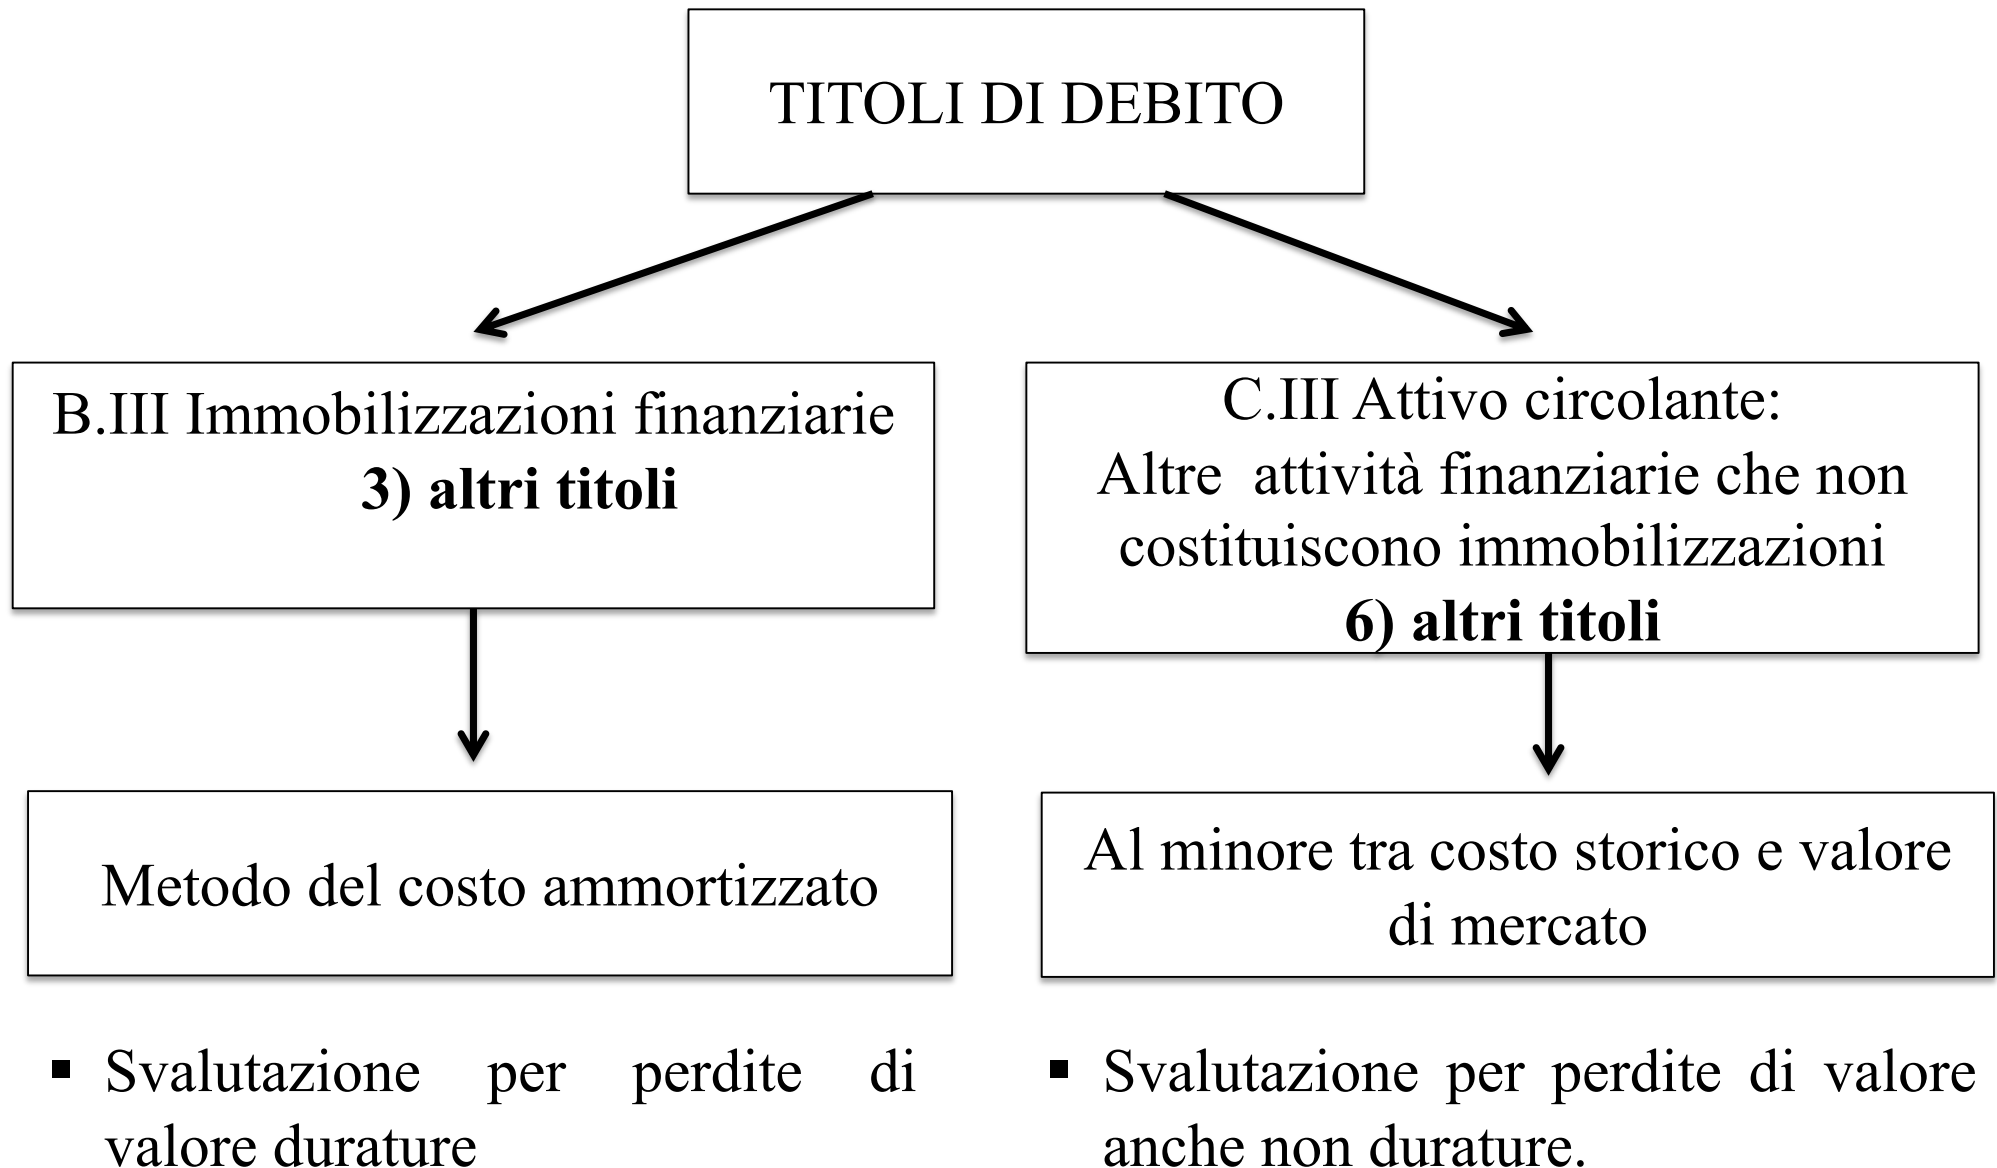 TITOLI DI DEBITO
B.III Immobilizzazioni finanziarie
3) altri titoli
C.III Attivo circolante:
Altre attività finanziarie che non
costituiscono immobilizzazioni
6) altri titoli
Metodo del costo ammortizzato
Al minore tra costo storico e valore
di mercato
▪ Svalutazione per perdite di
valore durature
▪ Svalutazione per perdite di valore
anche non durature.